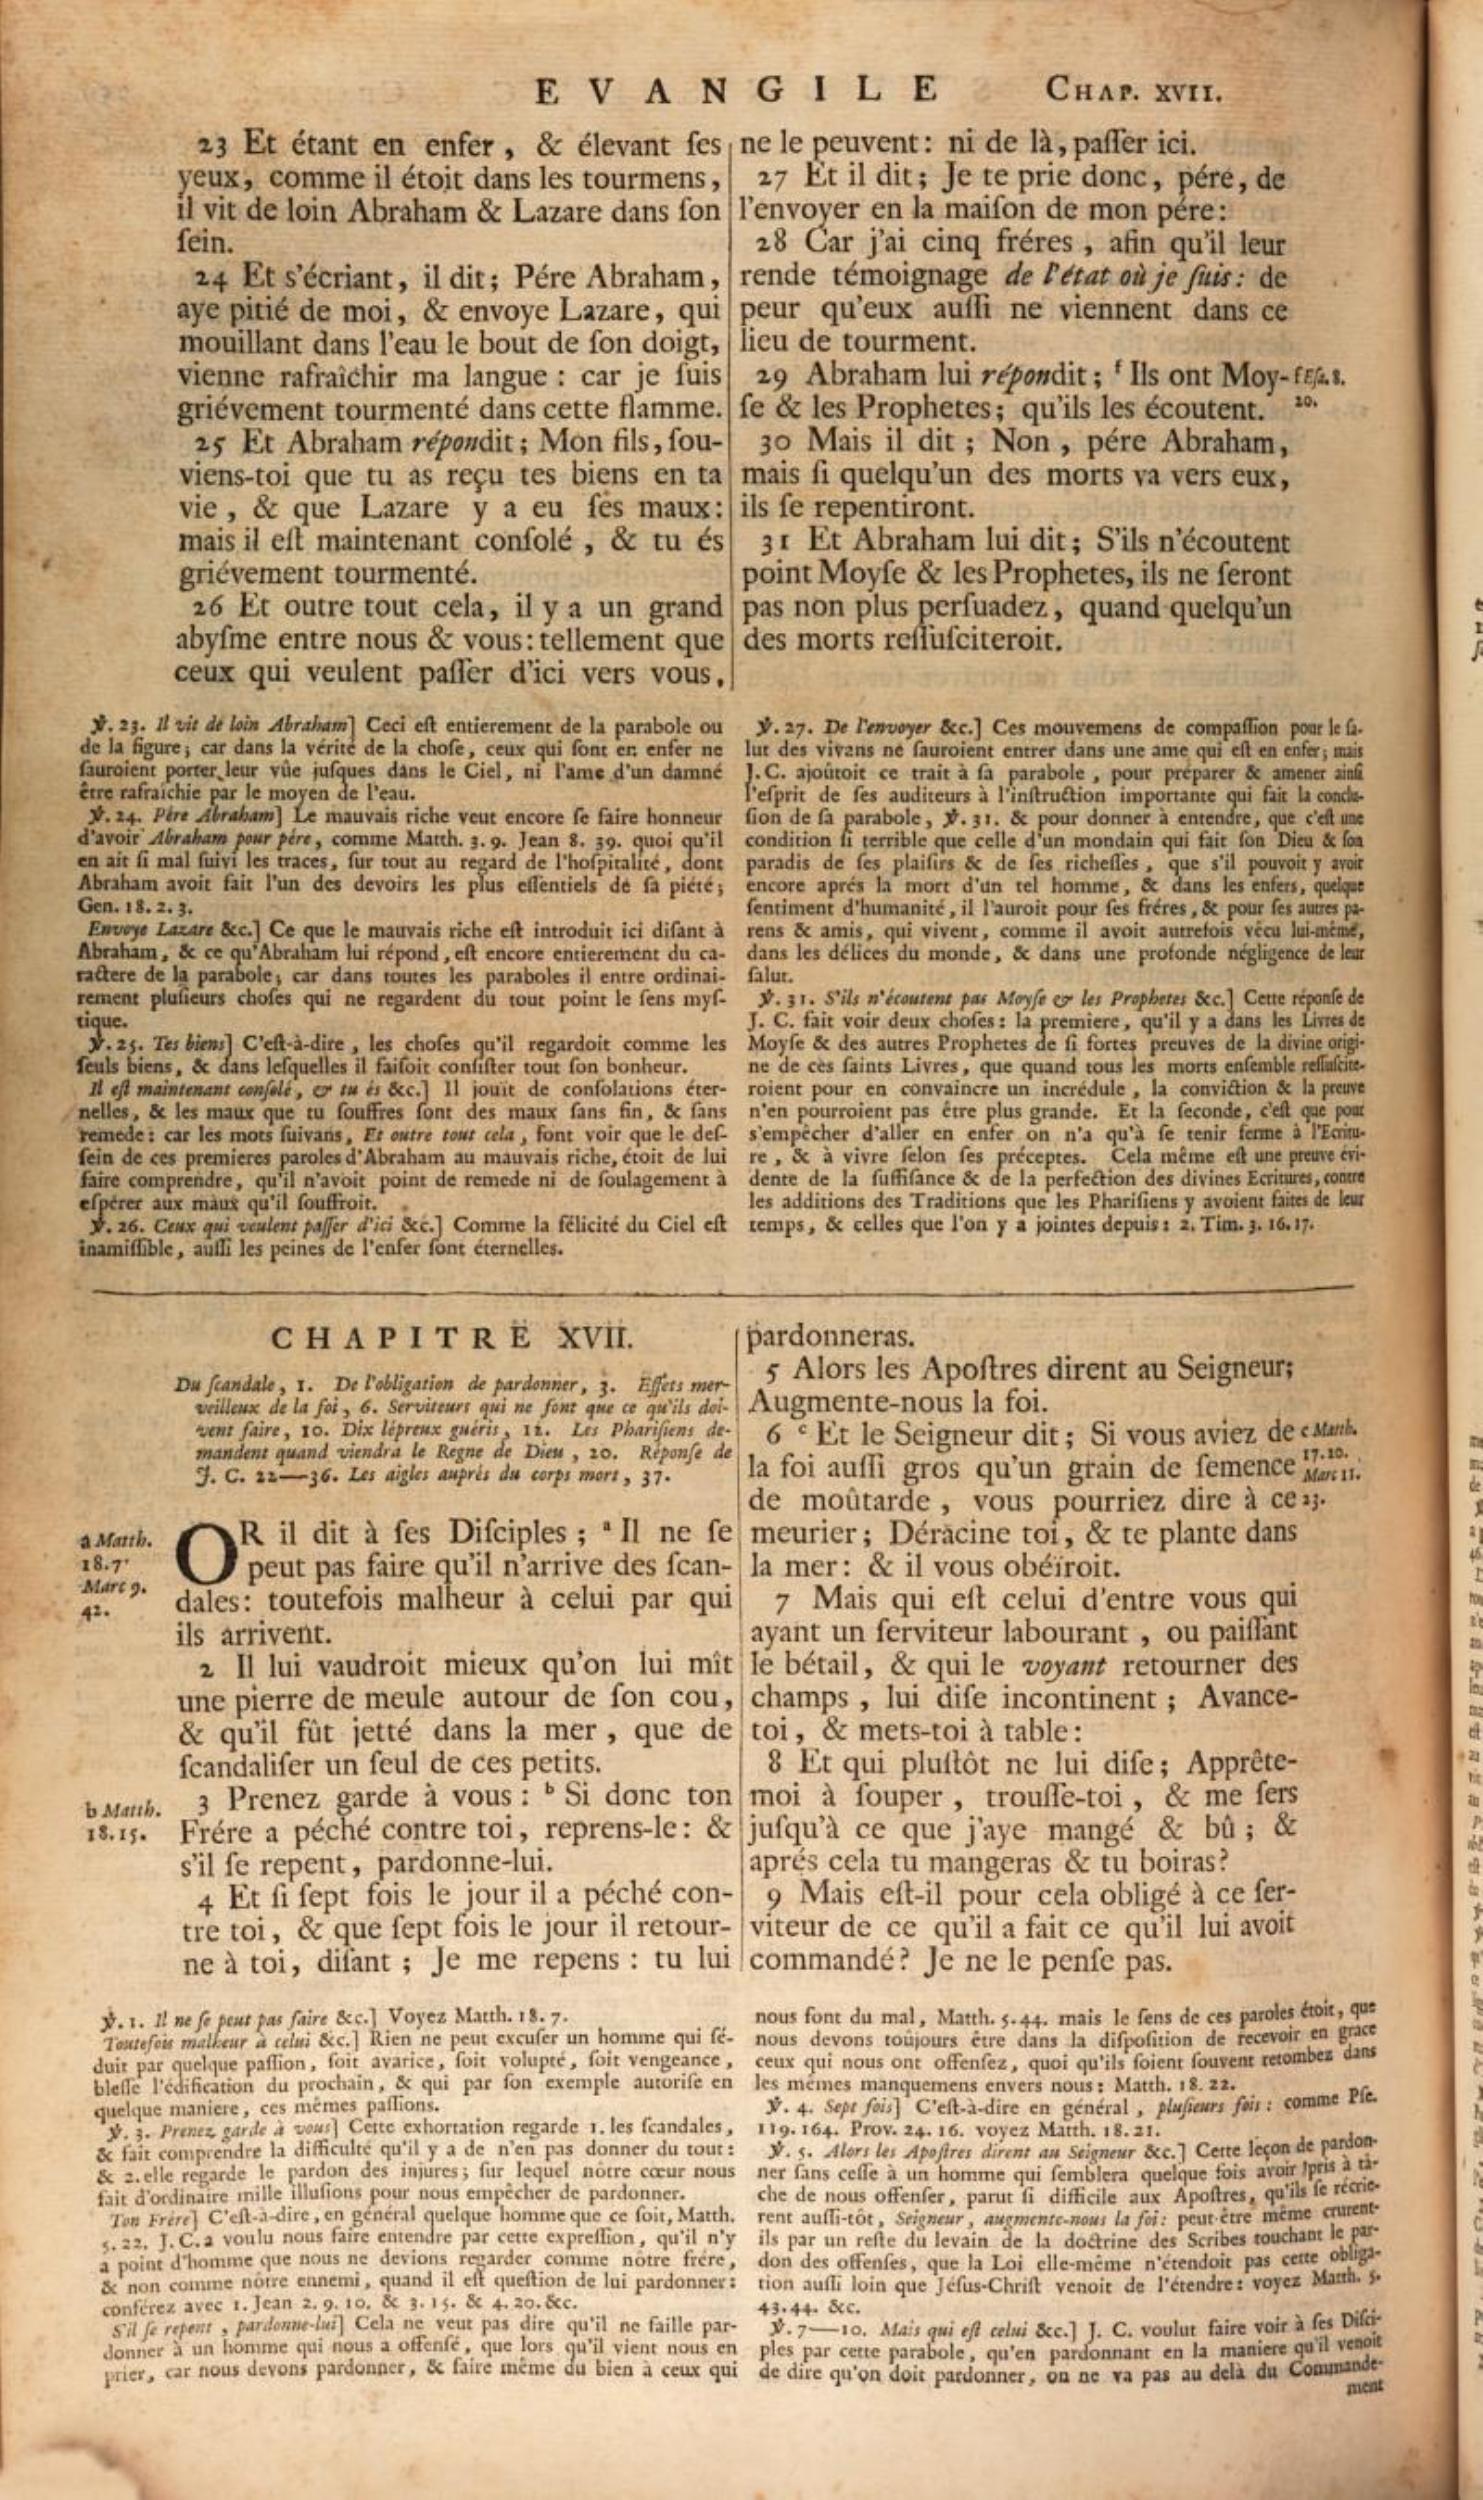 EVANGILE CHAP. XVII.
23 Et étant en enfer, & élevant ſes
yeux, comme il étoit dans les tourmens,
il vit de loin Abraham & Lazare dans ſon
ſein.
24 Et s'écriant, il dit; Pére Abraham,
aye pitié de moi, & envoye Lazare, qui
mouillant dans l'eau le bout de ſon doigt,
vienne rafraîchir ma langue : car je ſuis
griévement tourmenté dans cette flamme.
25 Et Abraham répondit; Mon fils, ſou-
viens-toi que tu as reçu tes biens en ta
vie, & que Lazare y a eu ſes maux:
mais il eſt maintenant conſolé, & tu és
griévement tourmenté.
26 Et outre tout cela, il y a un grand
abyſme entre nous & vous: tellement que
ceux qui veulent paſſer d'ici vers vous,
ne le peuvent: ni de là, paſſer ici.
27 Et il dit; Je te prie donc, pére, de
l'envoyer en la maiſon de mon pére:
28 Car j'ai cinq fréres, afin qu'il leur
rende témoignage de l'état où je ſuis: de
peur qu'eux auſſi ne viennent dans ce
lieu de tourment.
29 Abraham lui répondit; f Ils ont Moy-
ſe & les Prophetes; qu'ils les écoutent.
30 Mais il dit; Non, pére Abraham,
mais ſi quelqu'un des morts va vers eux,
ils ſe repentiront.
31 Et Abraham lui dit; S'ils n'écoutent
point Moyſe & les Prophetes, ils ne ſeront
pas non plus perſuadez, quand quelqu'un
des morts reſſuſciteroit.
f Eſa. 8.
20.
℣. 23. Il vit de loin Abraham] Ceci eſt entierement de la parabole ou
de la figure; car dans la vérité de la choſe, ceux qui ſont en enfer ne
ſauroient porter leur vûe juſques dans le Ciel, ni l'ame d'un damné
être rafraichie par le moyen de l'eau.
℣. 24. Pére Abraham] Le mauvais riche veut encore ſe faire honneur
d'avoir Abraham pour pére, comme Matth. 3. 9. Jean 8. 39. quoi qu'il
en ait ſi mal ſuivi les traces, ſur tout au regard de l'hoſpitalité, dont
Abraham avoit fait l'un des devoirs les plus eſſentiels de ſa piété;
Gen. 18. 2. 3.
Envoye Lazare &c.] Ce que le mauvais riche eſt introduit ici diſant à
Abraham, & ce qu'Abraham lui répond, eſt encore entierement du ca-
ractere de la parabole; car dans toutes les paraboles il entre ordinai-
rement pluſieurs choſes qui ne regardent du tout point le ſens myſ-
tique.
℣. 25. Tes biens] C'eſt-à-dire, les choſes qu'il regardoit comme les
ſeuls biens, & dans leſquelles il faiſoit conſiſter tout ſon bonheur.
Il eſt maintenant conſolé, & tu és &c.] Il jouït de conſolations éter-
nelles, & les maux que tu ſouffres ſont des maux ſans fin, & ſans
remede: car les mots ſuivans, Et outre tout cela, font voir que le deſ-
ſein de ces premieres paroles d'Abraham au mauvais riche, étoit de lui
faire comprendre, qu'il n'avoit point de remede ni de ſoulagement à
eſpérer aux maux qu'il ſouffroit.
℣. 26. Ceux qui veulent paſſer d'ici &c.] Comme la félicité du Ciel eſt
inamiſſible, auſſi les peines de l'enfer ſont éternelles.
℣. 27. De l'envoyer &c.] Ces mouvemens de compaſſion pour le ſa-
lut des vivans ne ſauroient entrer dans une ame qui eſt en enfer; mais
J. C. ajoûtoit ce trait à ſa parabole, pour préparer & amener ainſi
l'eſprit de ſes auditeurs à l'inſtruction importante qui fait la conclu-
ſion de ſa parabole, ℣. 31. & pour donner à entendre, que c'eſt une
condition ſi terrible que celle d'un mondain qui fait ſon Dieu & ſon
paradis de ſes plaiſirs & de ſes richeſſes, que s'il pouvoit y avoir
encore aprés la mort d'un tel homme, & dans les enfers, quelque
ſentiment d'humanité, il l'auroit pour ſes fréres, & pour ſes autres pa-
rens & amis, qui vivent, comme il avoit autrefois vécu lui-même,
dans les délices du monde, & dans une profonde négligence de leur
ſalut.
℣. 31. S'ils n'écoutent pas Moyſe & les Prophetes &c.] Cette réponſe de
J. C. fait voir deux choſes: la premiere, qu'il y a dans les Livres de
Moyſe & des autres Prophetes de ſi fortes preuves de la divine origi-
ne de ces ſaints Livres, que quand tous les morts enſemble reſſuſcite-
roient pour en convaincre un incrédule, la conviction & la preuve
n'en pourroient pas être plus grande. Et la ſeconde, c'eſt que pour
s'empêcher d'aller en enfer on n'a qu'à ſe tenir ferme à l'Ecritu-
re, & à vivre ſelon ſes préceptes. Cela même eſt une preuve évi-
dente de la ſuffiſance & de la perfection des divines Ecritures, contre
les additions des Traditions que les Phariſiens y avoient faites de leur
temps, & celles que l'on y a jointes depuis: 2. Tim. 3. 16. 17.
CHAPITRE XVII.
Du ſcandale, 1. De l'obligation de pardonner, 3. Effets mer-
veilleux de la foi, 6. Serviteurs qui ne font que ce qu'ils doi-
vent faire, 10. Dix lépreux guéris, 12. Les Phariſiens de-
mandent quand viendra le Regne de Dieu, 20. Réponſe de
J. C. 22—36. Les aigles auprés du corps mort, 37.
a Matth.
18. 7.
Marc 9.
42.
OR il dit à ſes Diſciples; a Il ne ſe
peut pas faire qu'il n'arrive des ſcan-
dales: toutefois malheur à celui par qui
ils arrivent.
2 Il lui vaudroit mieux qu'on lui mît
une pierre de meule autour de ſon cou,
& qu'il fût jetté dans la mer, que de
ſcandaliſer un ſeul de ces petits.
b Matth.
18. 15.
3 Prenez garde à vous: b Si donc ton
Frére a péché contre toi, reprens-le: &
s'il ſe repent, pardonne-lui.
4 Et ſi ſept fois le jour il a péché con-
tre toi, & que ſept fois le jour il retour-
ne à toi, diſant; Je me repens: tu lui
pardonneras.
5 Alors les Apoſtres dirent au Seigneur;
Augmente-nous la foi.
6 c Et le Seigneur dit; Si vous aviez de
la foi auſſi gros qu'un grain de ſemence
de moûtarde, vous pourriez dire à ce
meurier; Déracine toi, & te plante dans
la mer: & il vous obéïroit.
7 Mais qui eſt celui d'entre vous qui
ayant un ſerviteur labourant, ou paiſſant
le bétail, & qui le voyant retourner des
champs, lui diſe incontinent; Avance-
toi, & mets-toi à table:
8 Et qui pluſtôt ne lui diſe; Apprête-
moi à ſouper, trouſſe-toi, & me ſers
juſqu'à ce que j'aye mangé & bû; &
aprés cela tu mangeras & tu boiras?
9 Mais eſt-il pour cela obligé à ce ſer-
viteur de ce qu'il a fait ce qu'il lui avoit
commandé? Je ne le penſe pas.
c Matth.
17. 20.
Marc 11.
23.
℣. 1. Il ne ſe peut pas faire &c.] Voyez Matth. 18. 7.
Toutefois malheur à celui &c.] Rien ne peut excuſer un homme qui ſé-
duit par quelque paſſion, ſoit avarice, ſoit volupté, ſoit vengeance,
bleſſe l'édification du prochain, & qui par ſon exemple autoriſe en
quelque maniere, ces mêmes paſſions.
℣. 3. Prenez garde à vous] Cette exhortation regarde 1. les ſcandales,
& fait comprendre la difficulté qu'il y a de n'en pas donner du tout:
& 2. elle regarde le pardon des injures; ſur lequel nôtre cœur nous
fait d'ordinaire mille illuſions pour nous empêcher de pardonner.
Ton Frére] C'eſt-à-dire, en général quelque homme que ce ſoit, Matth.
5. 22. J. C. a voulu nous faire entendre par cette expreſſion, qu'il n'y
a point d'homme que nous ne devions regarder comme nôtre frére,
& non comme nôtre ennemi, quand il eſt queſtion de lui pardonner:
conférez avec 1. Jean 2. 9. 10. & 3. 15. & 4. 20. &c.
S'il ſe repent, pardonne-lui] Cela ne veut pas dire qu'il ne faille par-
donner à un homme qui nous a offenſé, que lors qu'il vient nous en
prier, car nous devons pardonner, & faire même du bien à ceux qui
nous font du mal, Matth. 5. 44. mais le ſens de ces paroles étoit, que
nous devons toûjours être dans la diſpoſition de recevoir en grace
ceux qui nous ont offenſez, quoi qu'ils ſoient ſouvent retombez dans
les mêmes manquemens envers nous: Matth. 18. 22.
℣. 4. Sept fois] C'eſt-à-dire en général, pluſieurs fois: comme Pſe.
119. 164. Prov. 24. 16. voyez Matth. 18. 21.
℣. 5. Alors les Apoſtres dirent au Seigneur &c.] Cette leçon de pardon-
ner ſans ceſſe à un homme qui ſemblera quelque fois avoir pris à tâ-
che de nous offenſer, parut ſi difficile aux Apoſtres, qu'ils ſe récrie-
rent auſſi-tôt, Seigneur, augmente-nous la foi: peut-être même crurent-
ils par un reſte du levain de la doctrine des Scribes touchant le par-
don des offenſes, que la Loi elle-même n'étendoit pas cette obliga-
tion auſſi loin que Jéſus-Chriſt venoit de l'étendre: voyez Matth. 5.
43. 44. &c.
℣. 7—10. Mais qui eſt celui &c.] J. C. voulut faire voir à ſes Diſci-
ples par cette parabole, qu'en pardonnant en la maniere qu'il venoit
de dire qu'on doit pardonner, on ne va pas au delà du Commande-
ment